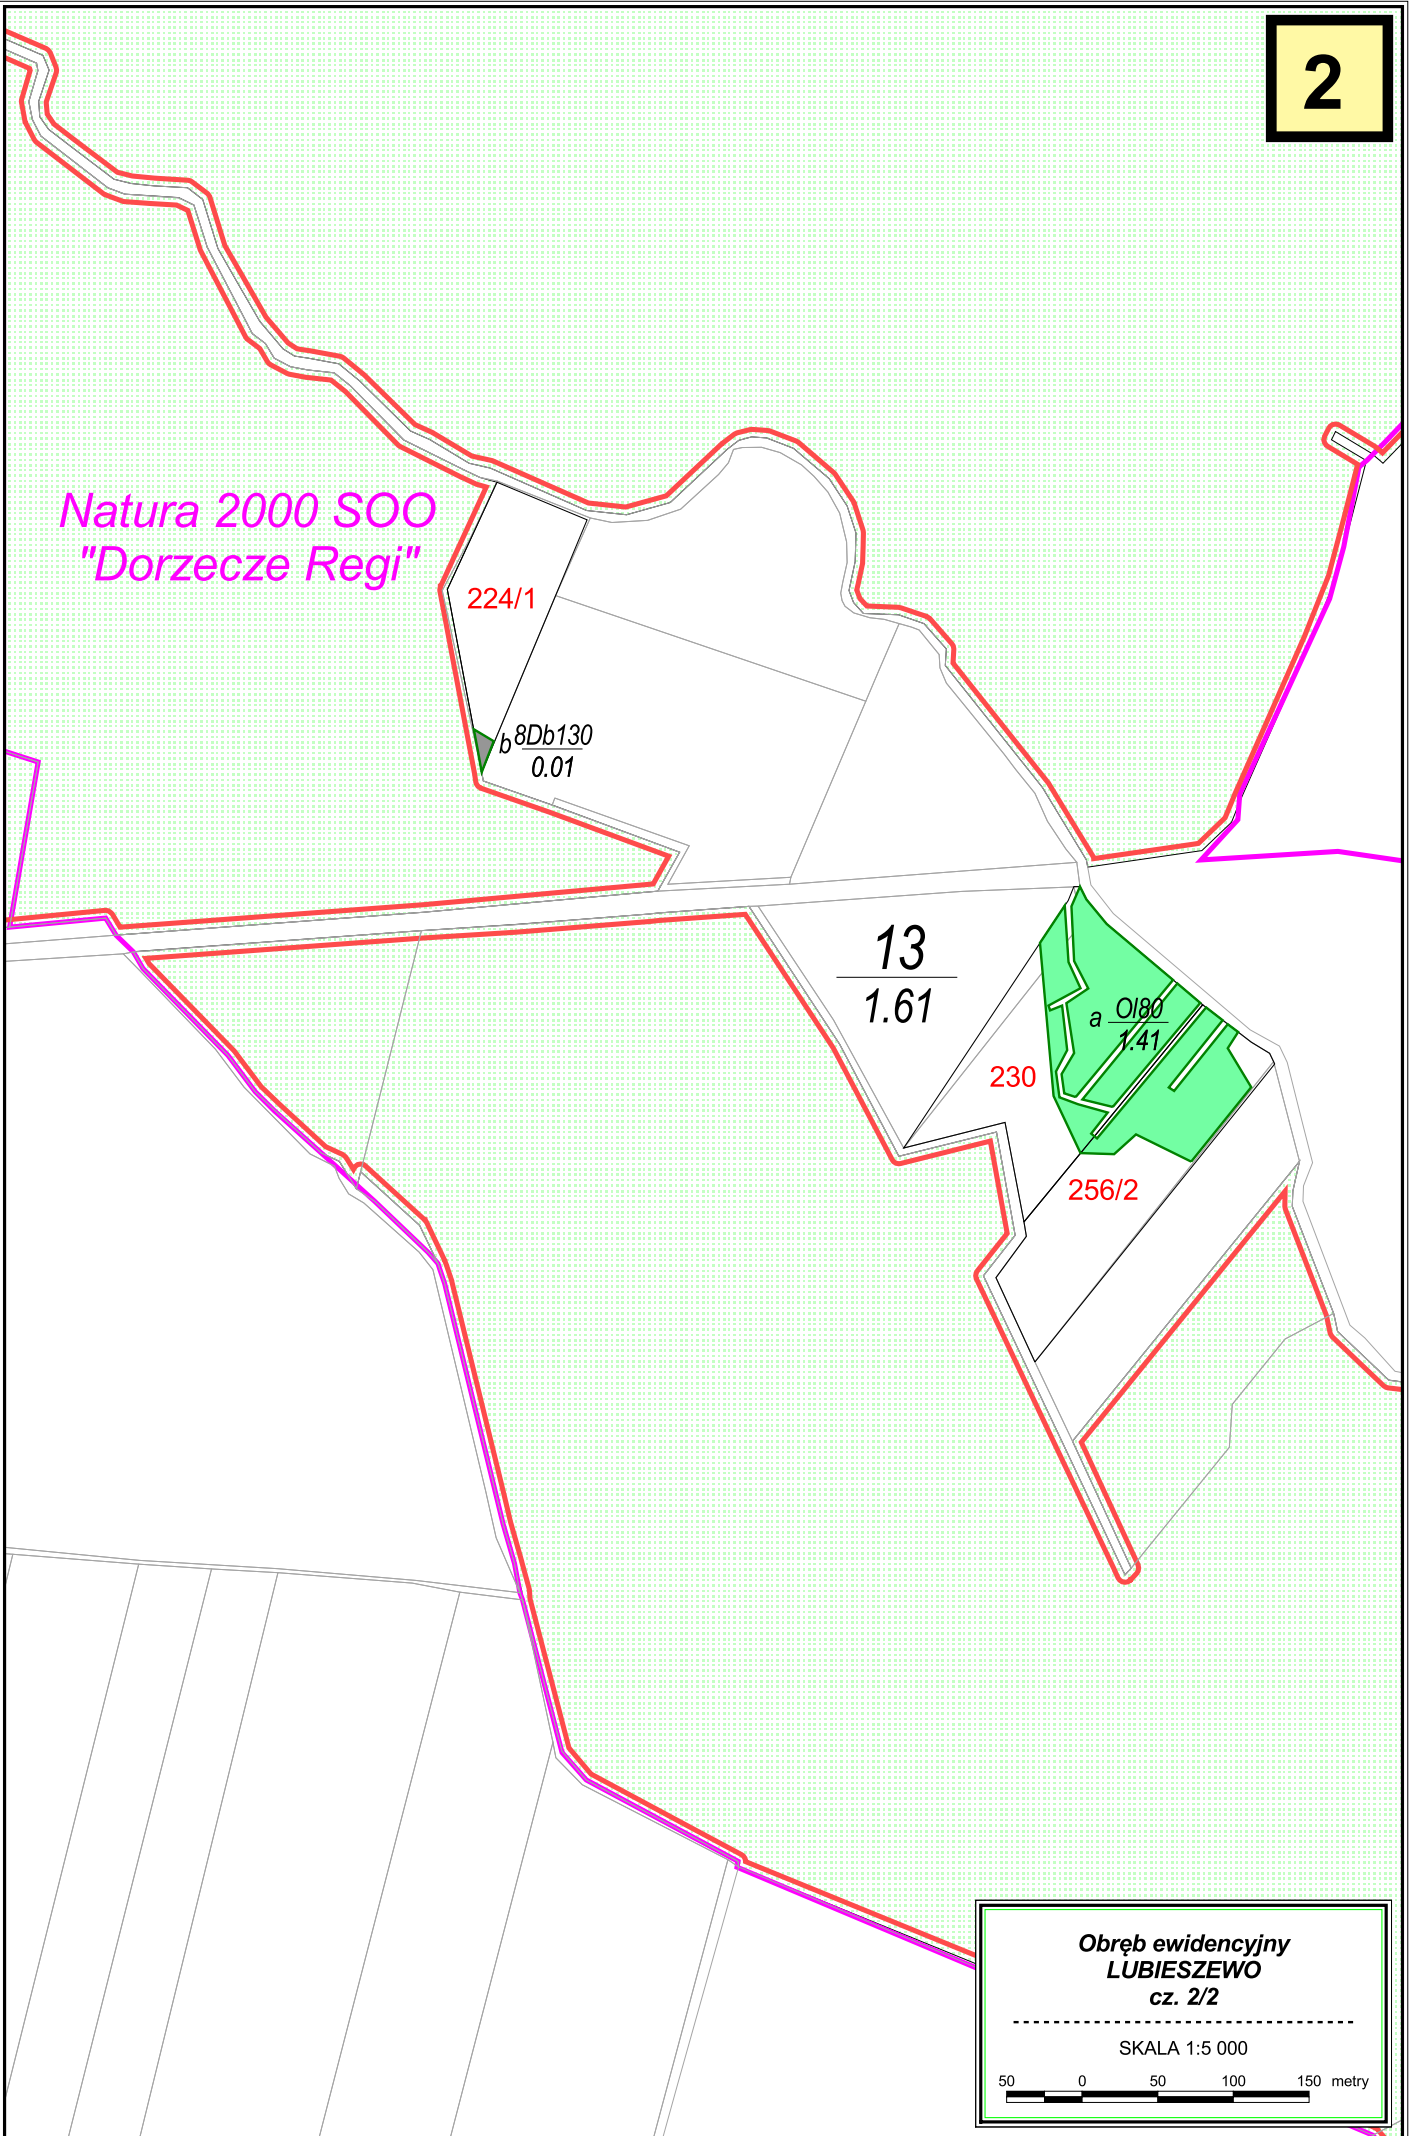 2
Natura 2000 SOO
"Dorzecze Regi"
224/1
b 8Db130
0.01
13
1.61
a Ol80
1.41
230
256/2
Obręb ewidencyjny
LUBIESZEWO
cz. 2/2
SKALA 1:5 000
50 0 50 100 150 metry